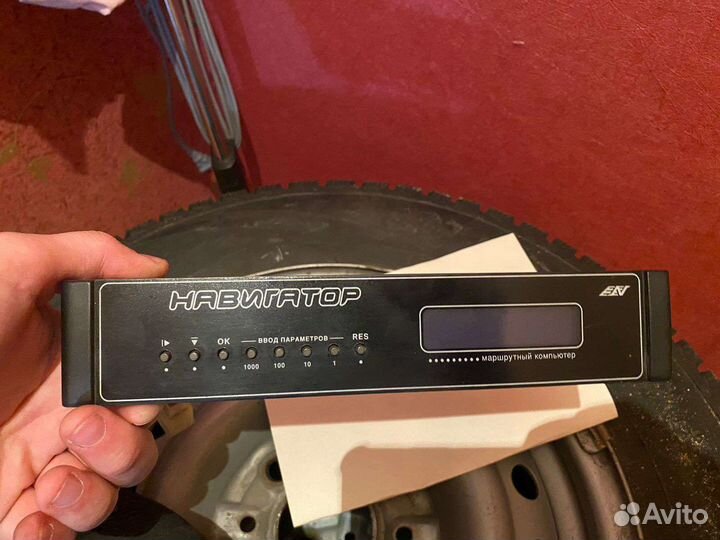 НАВИГАТОР
OK
ВВОД ПАРАМЕТРОВ
RES
1000 100 10 1
маршрутный компьютер
Avito